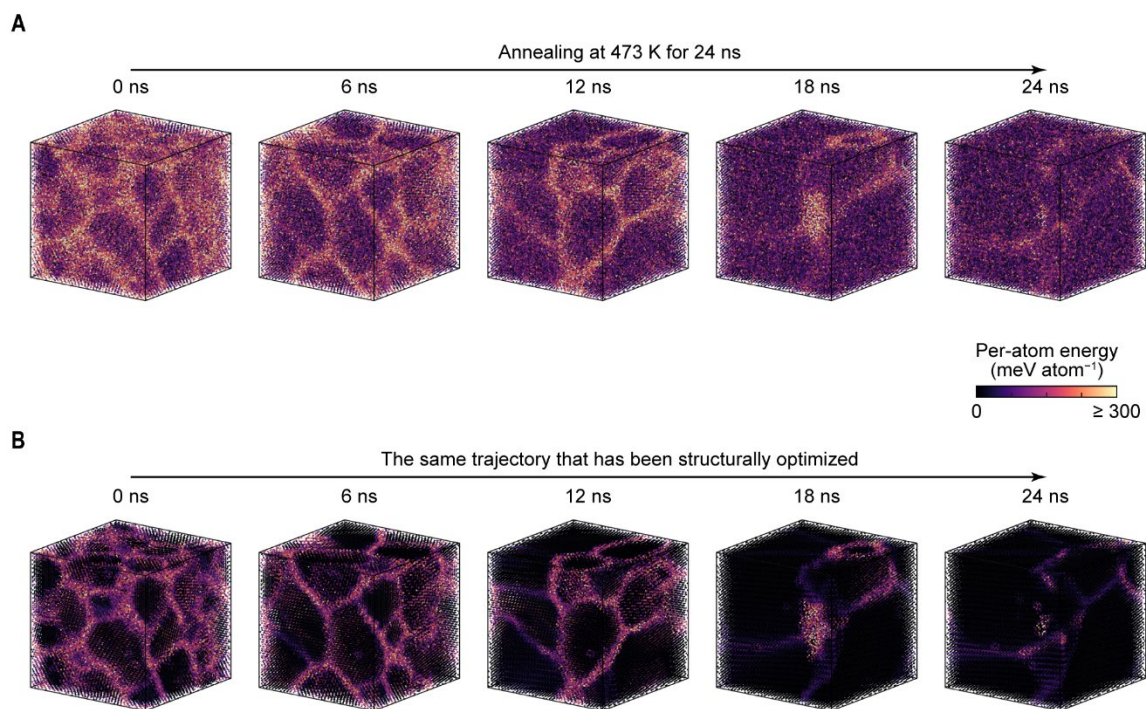 A
Annealing at 473 K for 24 ns
0 ns 6 ns 12 ns 18 ns 24 ns
Per-atom energy
(meV atom⁻¹)
0 ≥ 300
B
The same trajectory that has been structurally optimized
0 ns 6 ns 12 ns 18 ns 24 ns